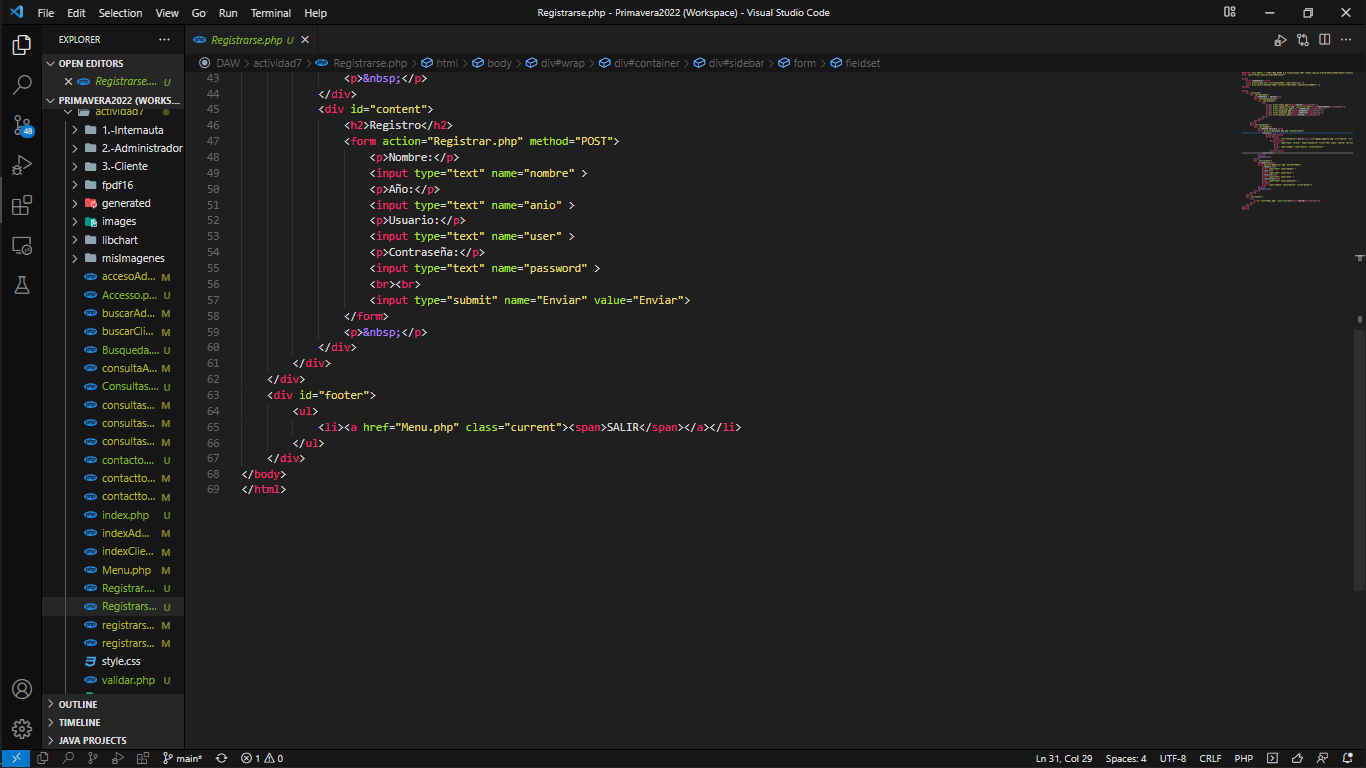 File Edit Selection View Go Run Terminal Help
Registrarse.php - Primavera2022 (Workspace) - Visual Studio Code
EXPLORER
OPEN EDITORS
Registrarse.... U
PRIMAVERA2022 (WORKS...
actividad7
1.-Internauta
2.-Administrador
3.-Cliente
fpdf16
generated
images
libchart
misImagenes
accesoAd... M
Accesso.p... U
buscarAd... M
buscarCli... M
Busqueda.... U
consultaA... M
Consultas.... U
consultas... M
consultas... M
consultas... M
contacto.... U
contactto... M
contactto... M
index.php U
indexAd... M
indexClie... M
Menu.php M
Registrar.... U
Registrars... U
registrars... M
registrars... M
style.css
validar.php U
OUTLINE
TIMELINE
JAVA PROJECTS
48
Registrarse.php U
DAW > actividad7 > Registrarse.php > html > body > div#wrap > div#container > div#sidebar > form > fieldset
43 <p>&nbsp;</p>
44 </div>
45 <div id="content">
46 <h2>Registro</h2>
47 <form action="Registrar.php" method="POST">
48 <p>Nombre:</p>
49 <input type="text" name="nombre" >
50 <p>Año:</p>
51 <input type="text" name="anio" >
52 <p>Usuario:</p>
53 <input type="text" name="user" >
54 <p>Contraseña:</p>
55 <input type="text" name="password" >
56 <br><br>
57 <input type="submit" name="Enviar" value="Enviar">
58 </form>
59 <p>&nbsp;</p>
60 </div>
61 </div>
62 </div>
63 <div id="footer">
64 <ul>
65 <li><a href="Menu.php" class="current"><span>SALIR</span></a></li>
66 </ul>
67 </div>
68 </body>
69 </html>
main* 1 0 Ln 31, Col 29 Spaces: 4 UTF-8 CRLF PHP